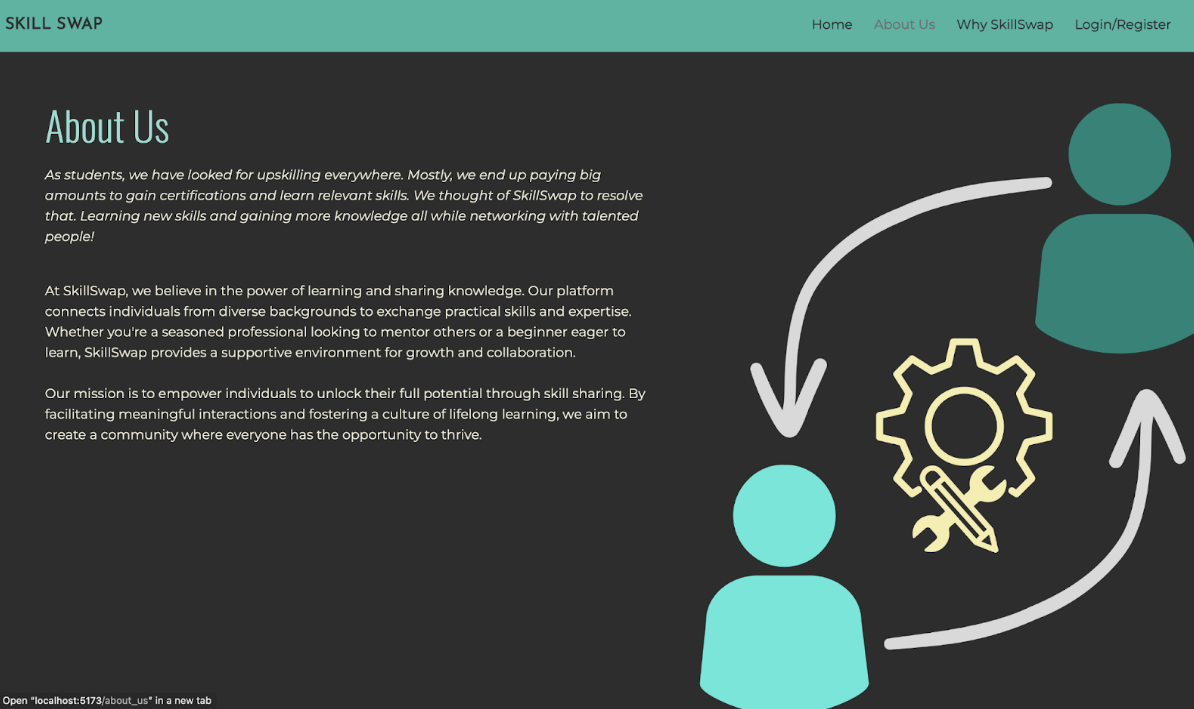 SKILL SWAP
Home About Us Why SkillSwap Login/Register
About Us
As students, we have looked for upskilling everywhere. Mostly, we end up paying big
amounts to gain certifications and learn relevant skills. We thought of SkillSwap to resolve
that. Learning new skills and gaining more knowledge all while networking with talented
people!
At SkillSwap, we believe in the power of learning and sharing knowledge. Our platform
connects individuals from diverse backgrounds to exchange practical skills and expertise.
Whether you're a seasoned professional looking to mentor others or a beginner eager to
learn, SkillSwap provides a supportive environment for growth and collaboration.
Our mission is to empower individuals to unlock their full potential through skill sharing. By
facilitating meaningful interactions and fostering a culture of lifelong learning, we aim to
create a community where everyone has the opportunity to thrive.
Open "localhost:5173/about_us" in a new tab